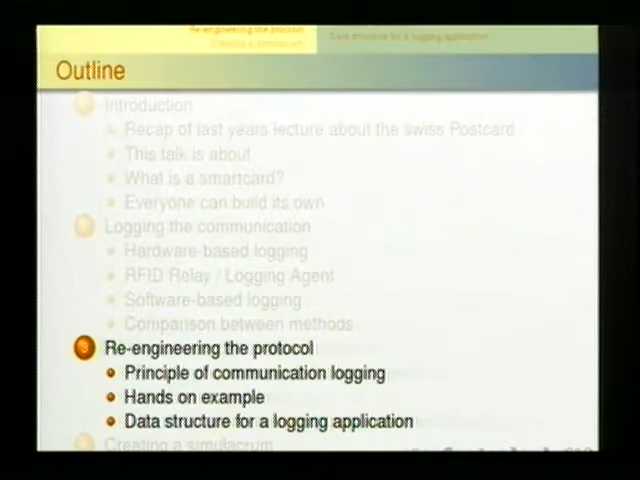 Re-engineering the protocol
Creating a simulacrum
Data structure for a logging application
Outline
Introduction
Recap of last years lecture about the swiss Postcard
This talk is about
What is a smartcard?
Everyone can build its own
Logging the communication
Hardware-based logging
RFID Relay / Logging Agent
Software-based logging
Comparison between methods
3 Re-engineering the protocol
Principle of communication logging
Hands on example
Data structure for a logging application
Creating a simulacrum